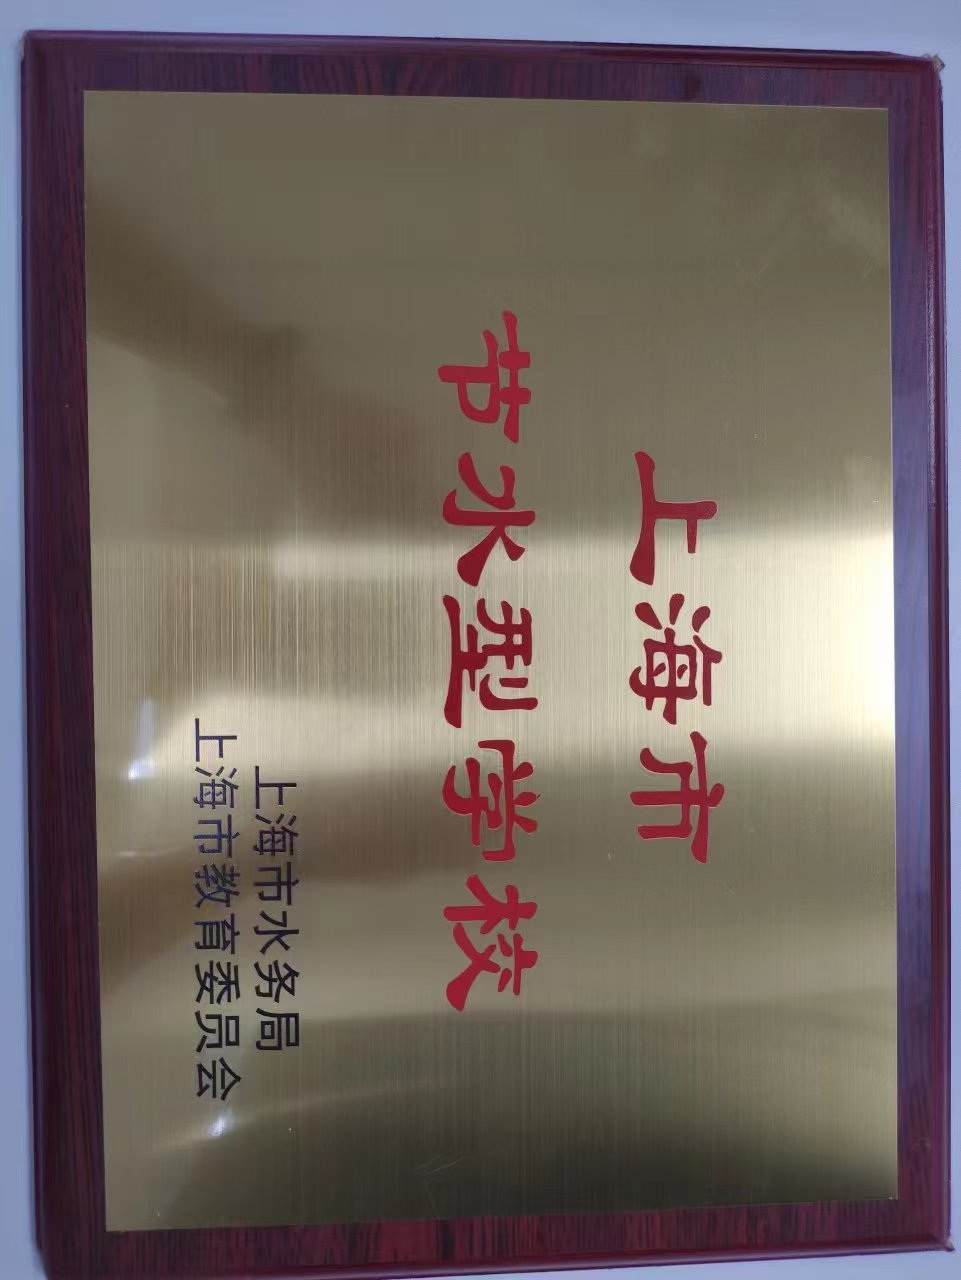 上海市
节水型学校
上海市水务局
上海市教育委员会